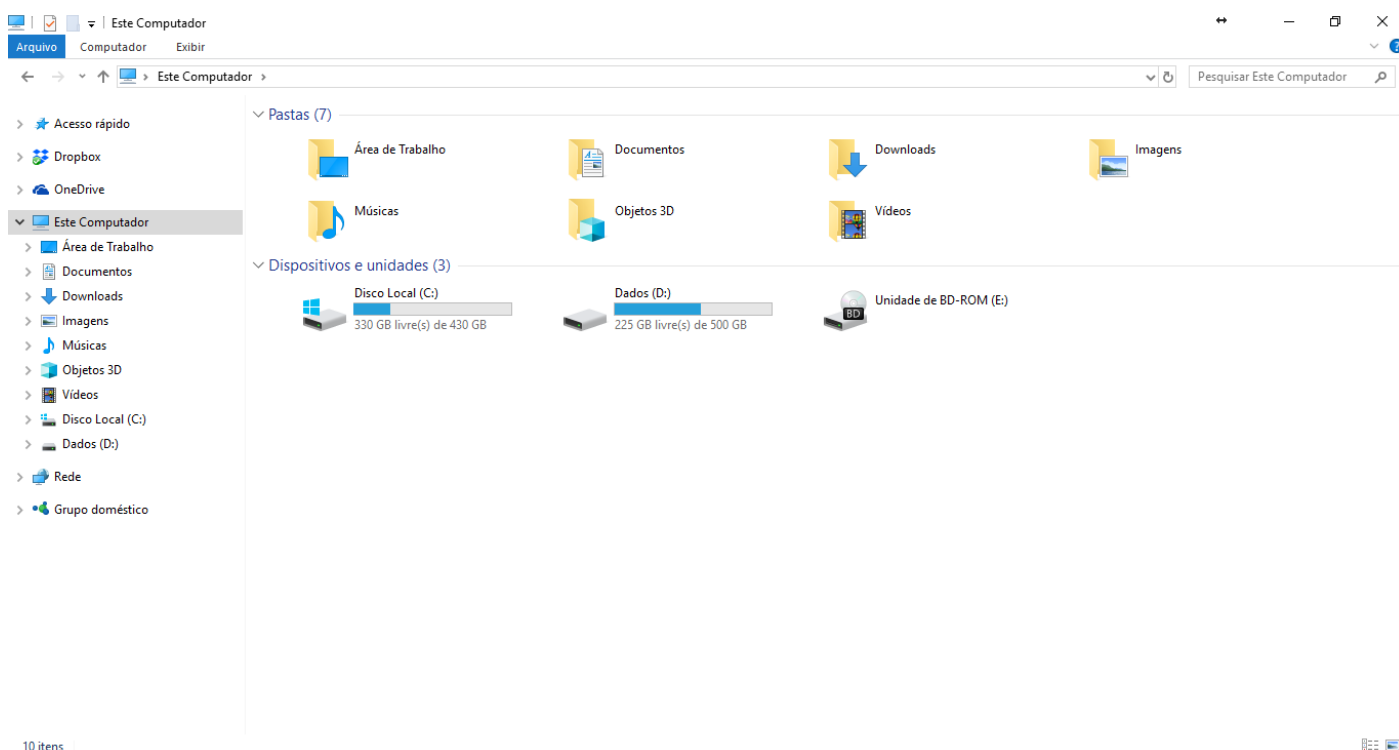 Este Computador
Arquivo Computador Exibir
Este Computador
Pesquisar Este Computador
Acesso rápido
Dropbox
OneDrive
Este Computador
Área de Trabalho
Documentos
Downloads
Imagens
Músicas
Objetos 3D
Vídeos
Disco Local (C:)
Dados (D:)
Rede
Grupo doméstico
Pastas (7)
Área de Trabalho
Documentos
Downloads
Imagens
Músicas
Objetos 3D
Vídeos
Dispositivos e unidades (3)
Disco Local (C:)
330 GB livre(s) de 430 GB
Dados (D:)
225 GB livre(s) de 500 GB
Unidade de BD-ROM (E:)
BD
10 itens